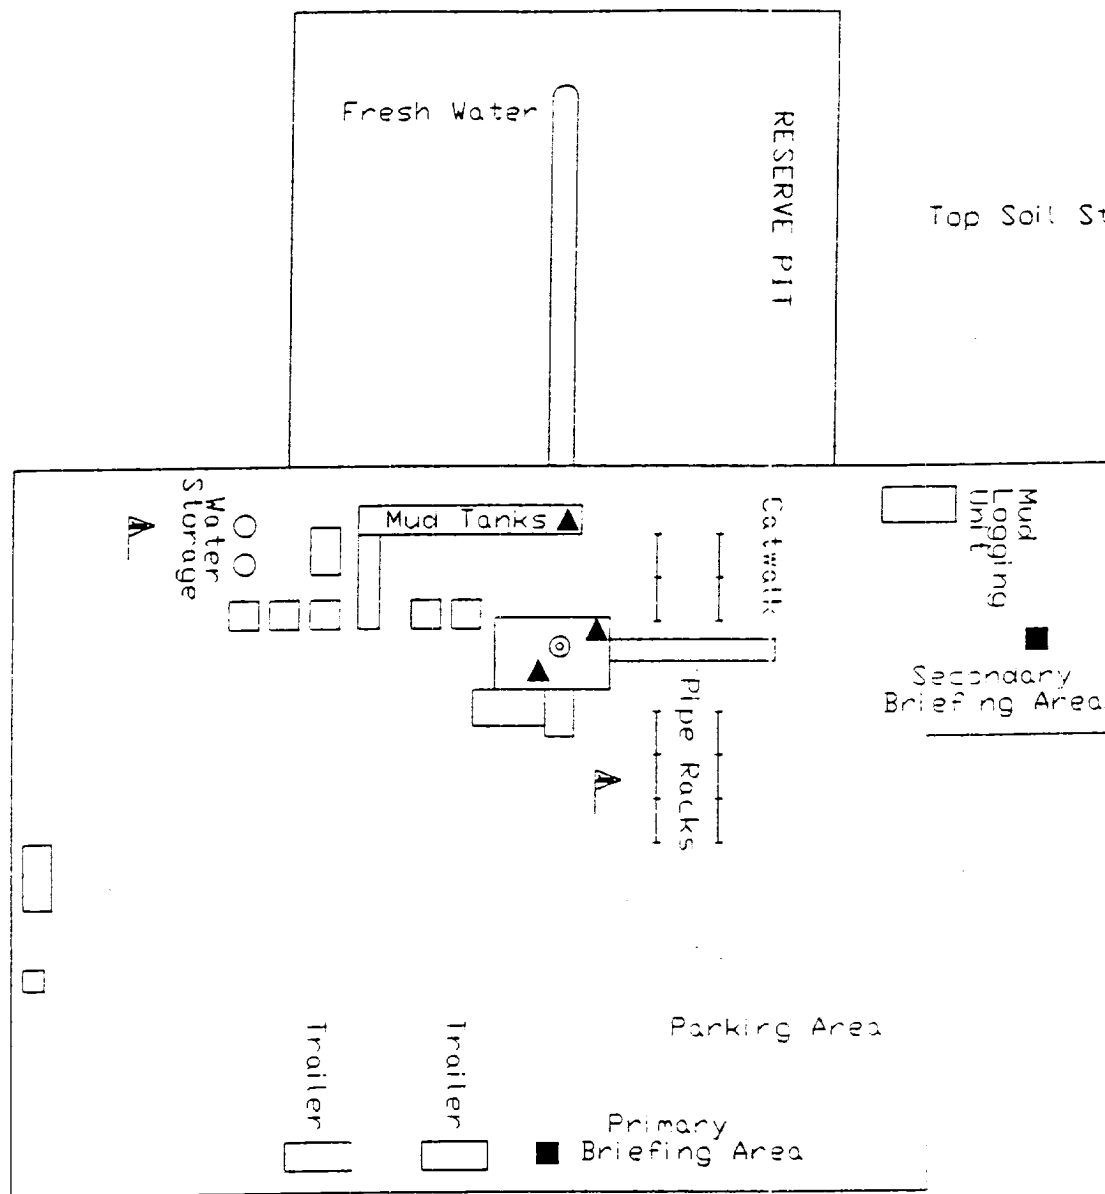 Fresh Water
RESERVE PIT
Top Soil St
Water
Storage
Mud Tanks
Catwalk
Mud
Logging
Unit
Secondary
Briefing Area
Pipe Racks
Parking Area
Trailer
Trailer
Primary
Briefing Area